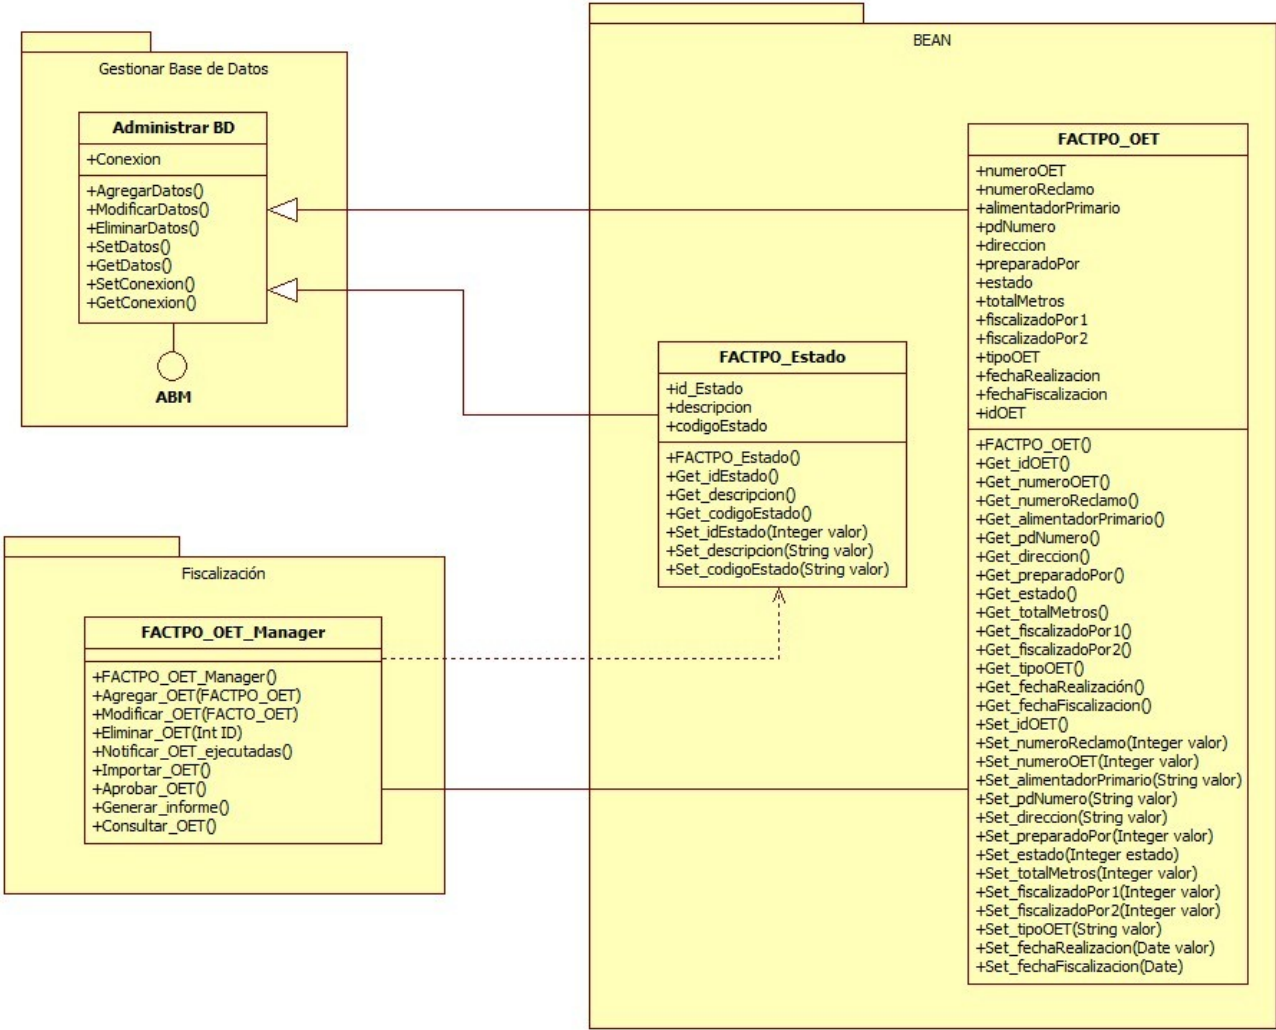 Gestionar Base de Datos
Administrar BD
+Conexion
+AgregarDatos()
+ModificarDatos()
+EliminarDatos()
+SetDatos()
+GetDatos()
+SetConexion()
+GetConexion()
ABM
BEAN
FACTPO_OET
+numeroOET
+numeroReclamo
+alimentadorPrimario
+pdNumero
+direccion
+preparadoPor
+estado
+totalMetros
+fiscalizadoPor1
+fiscalizadoPor2
+tipoOET
+fechaRealizacion
+fechaFiscalizacion
+idOET
+FACTPO_OET()
+Get_idOET()
+Get_numeroOET()
+Get_numeroReclamo()
+Get_alimentadorPrimario()
+Get_pdNumero()
+Get_direccion()
+Get_preparadoPor()
+Get_estado()
+Get_totalMetros()
+Get_fiscalizadoPor1()
+Get_fiscalizadoPor2()
+Get_tipoOET()
+Get_fechaRealización()
+Get_fechaFiscalizacion()
+Set_idOET()
+Set_numeroReclamo(Integer valor)
+Set_numeroOET(Integer valor)
+Set_alimentadorPrimario(String valor)
+Set_pdNumero(String valor)
+Set_direccion(String valor)
+Set_preparadoPor(Integer valor)
+Set_estado(Integer estado)
+Set_totalMetros(Integer valor)
+Set_fiscalizadoPor1(Integer valor)
+Set_fiscalizadoPor2(Integer valor)
+Set_tipoOET(String valor)
+Set_fechaRealizacion(Date valor)
+Set_fechaFiscalizacion(Date)
FACTPO_Estado
+id_Estado
+descripcion
+codigoEstado
+FACTPO_Estado()
+Get_idEstado()
+Get_descripcion()
+Get_codigoEstado()
+Set_idEstado(Integer valor)
+Set_descripcion(String valor)
+Set_codigoEstado(String valor)
Fiscalización
FACTPO_OET_Manager
+FACTPO_OET_Manager()
+Agregar_OET(FACTPO_OET)
+Modificar_OET(FACTO_OET)
+Eliminar_OET(Int ID)
+Notificar_OET_ejecutadas()
+Importar_OET()
+Aprobar_OET()
+Generar_informe()
+Consultar_OET()